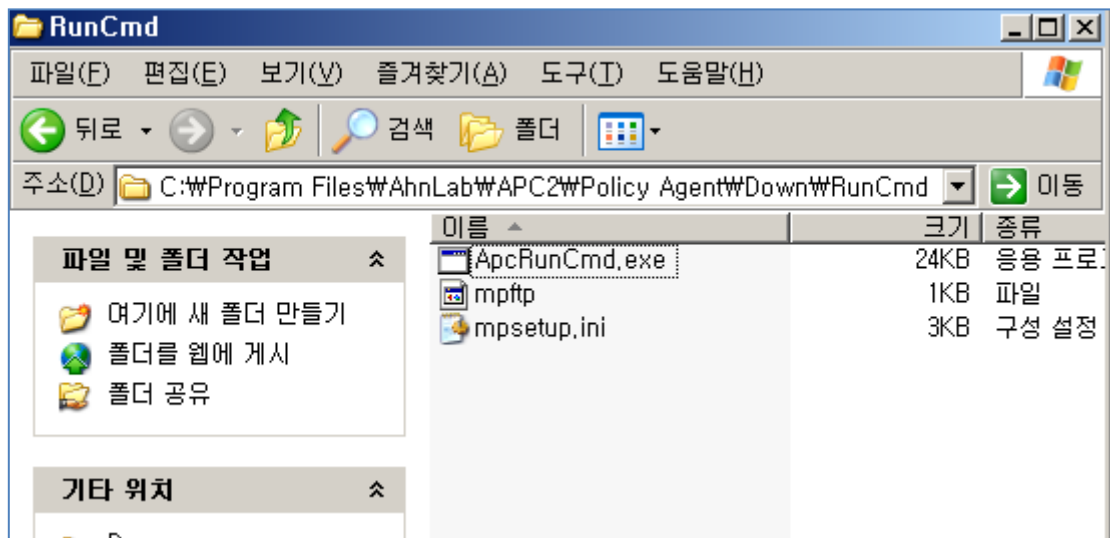 RunCmd
파일(F) 편집(E) 보기(V) 즐겨찾기(A) 도구(T) 도움말(H)
뒤로 검색 폴더
주소(D) C:₩Program Files₩AhnLab₩APC2₩Policy Agent₩Down₩RunCmd 이동
이름 크기 종류
ApcRunCmd.exe 24KB 응용 프로
mpftp 1KB 파일
mpsetup.ini 3KB 구성 설정
파일 및 폴더 작업
여기에 새 폴더 만들기
폴더를 웹에 게시
폴더 공유
기타 위치